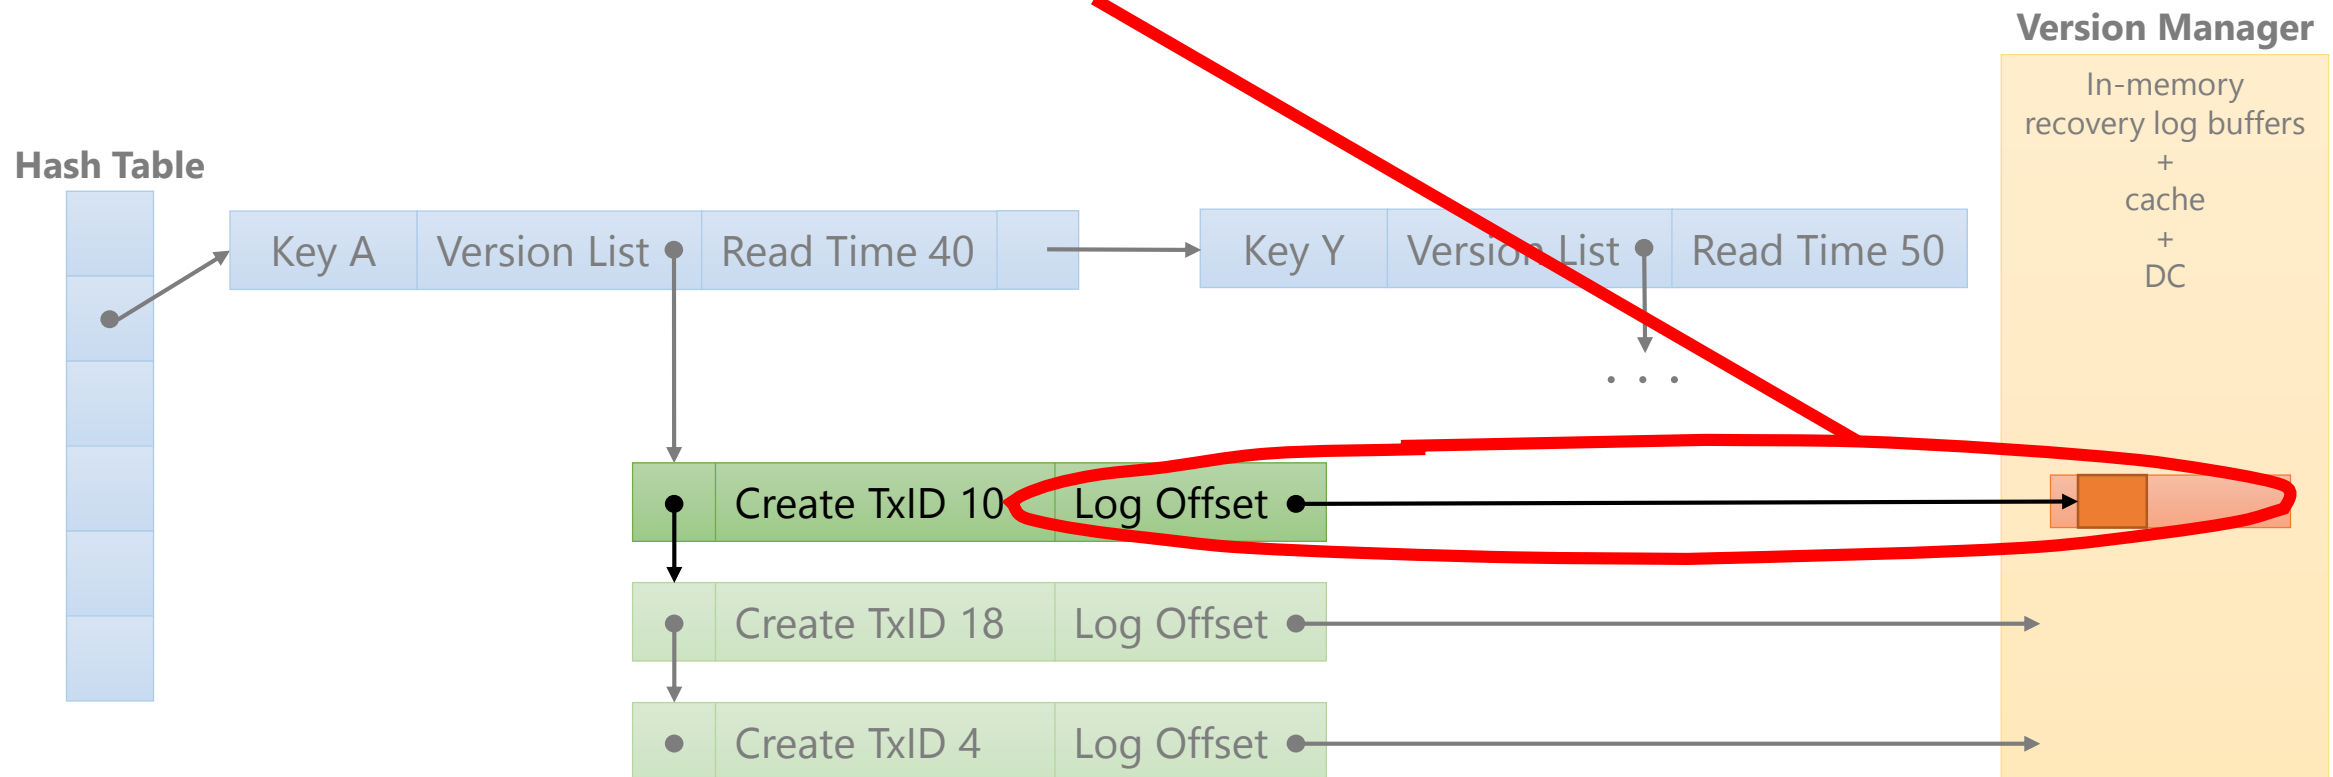 Version Manager
In-memory
recovery log buffers
+
cache
+
DC
Hash Table
Key A Version List Read Time 40
Key Y Version List Read Time 50
. . .
Create TxID 10 Log Offset
Create TxID 18 Log Offset
Create TxID 4 Log Offset